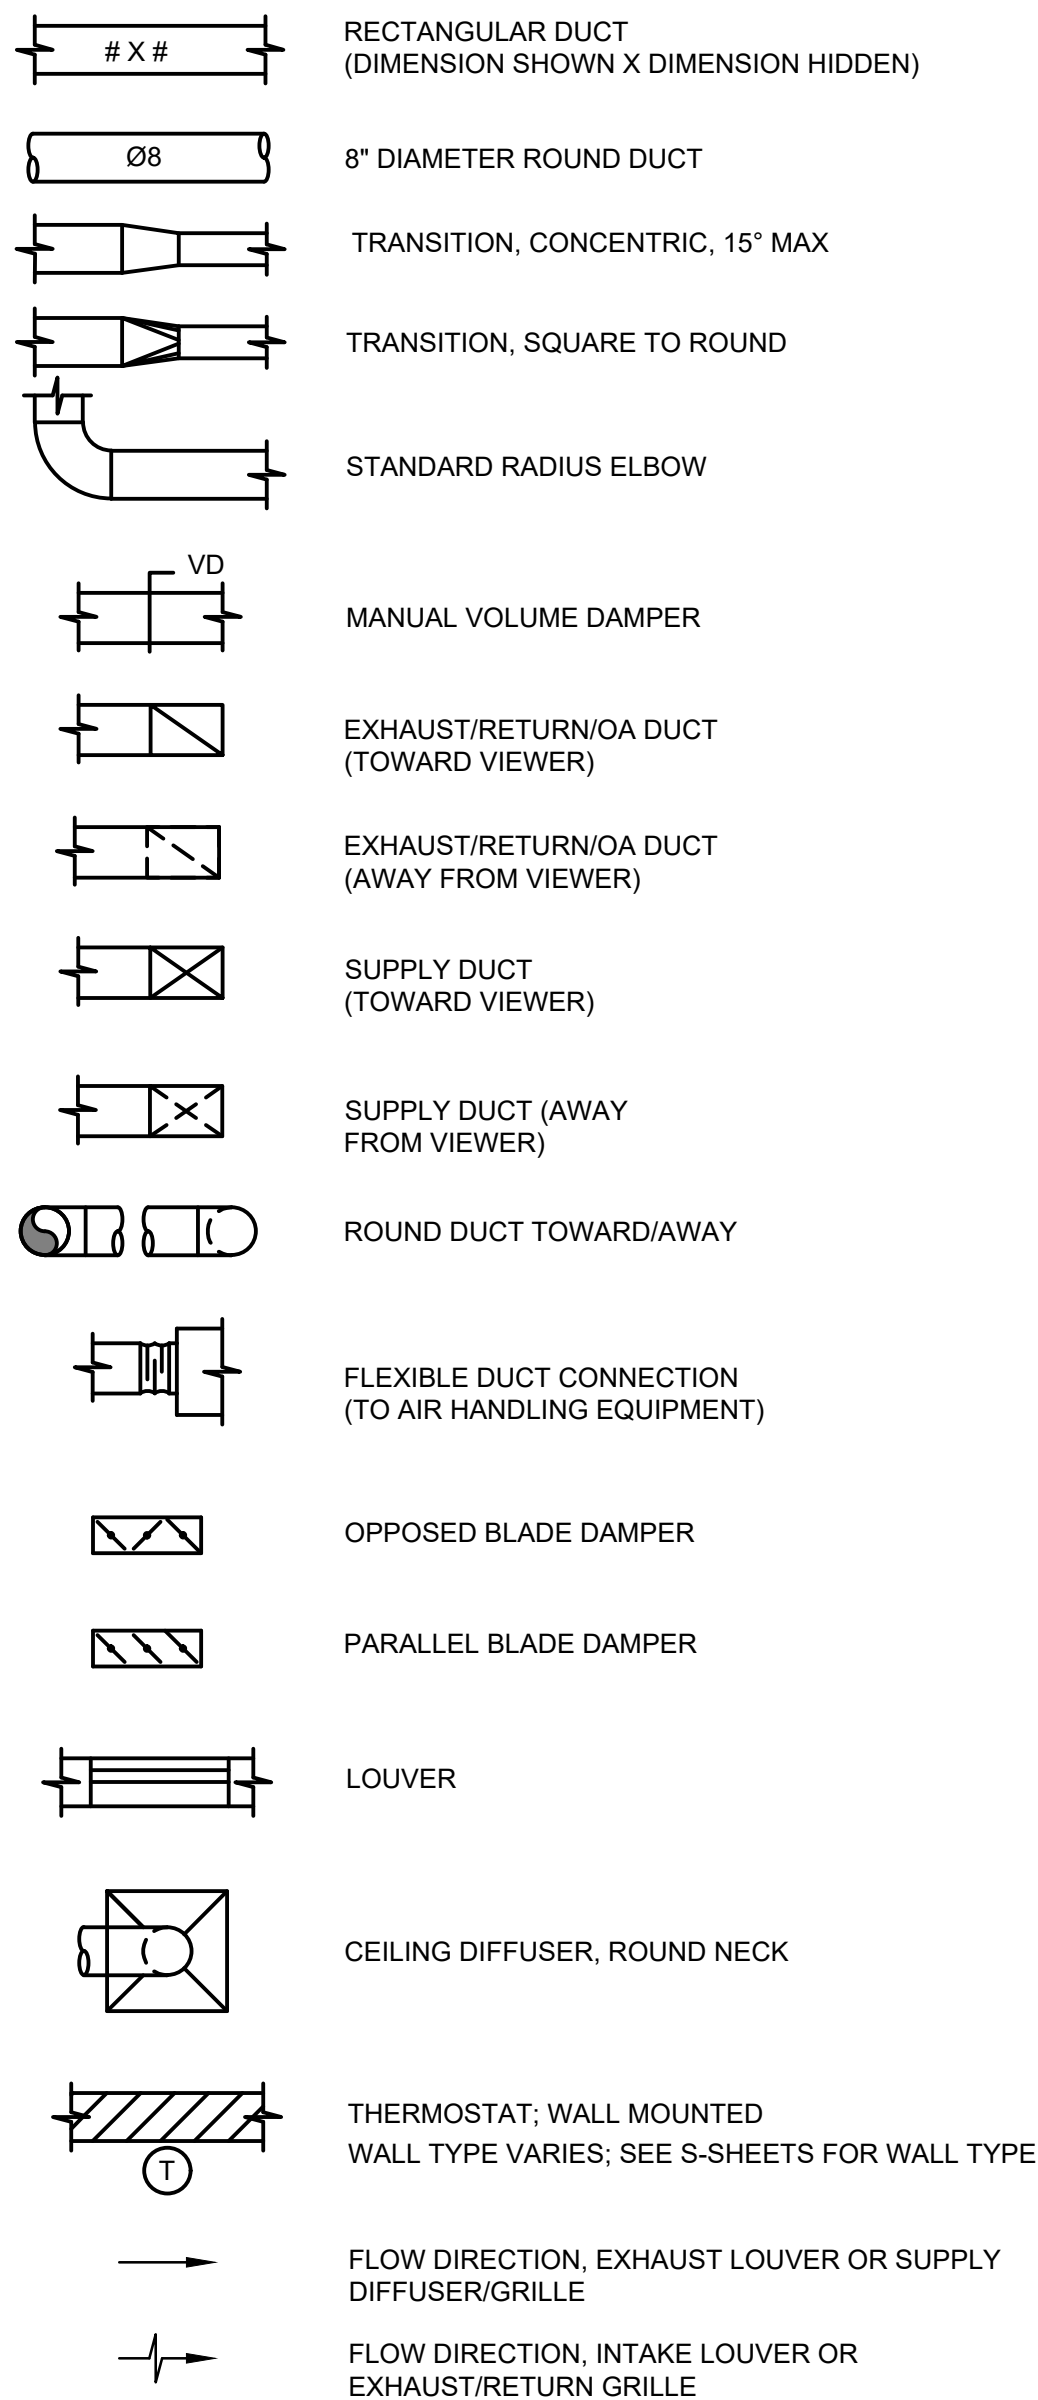 # X #
RECTANGULAR DUCT
(DIMENSION SHOWN X DIMENSION HIDDEN)
Ø8
8" DIAMETER ROUND DUCT
TRANSITION, CONCENTRIC, 15° MAX
TRANSITION, SQUARE TO ROUND
STANDARD RADIUS ELBOW
VD
MANUAL VOLUME DAMPER
EXHAUST/RETURN/OA DUCT
(TOWARD VIEWER)
EXHAUST/RETURN/OA DUCT
(AWAY FROM VIEWER)
SUPPLY DUCT
(TOWARD VIEWER)
SUPPLY DUCT (AWAY
FROM VIEWER)
ROUND DUCT TOWARD/AWAY
FLEXIBLE DUCT CONNECTION
(TO AIR HANDLING EQUIPMENT)
OPPOSED BLADE DAMPER
PARALLEL BLADE DAMPER
LOUVER
CEILING DIFFUSER, ROUND NECK
THERMOSTAT; WALL MOUNTED
WALL TYPE VARIES; SEE S-SHEETS FOR WALL TYPE
T
FLOW DIRECTION, EXHAUST LOUVER OR SUPPLY
DIFFUSER/GRILLE
FLOW DIRECTION, INTAKE LOUVER OR
EXHAUST/RETURN GRILLE